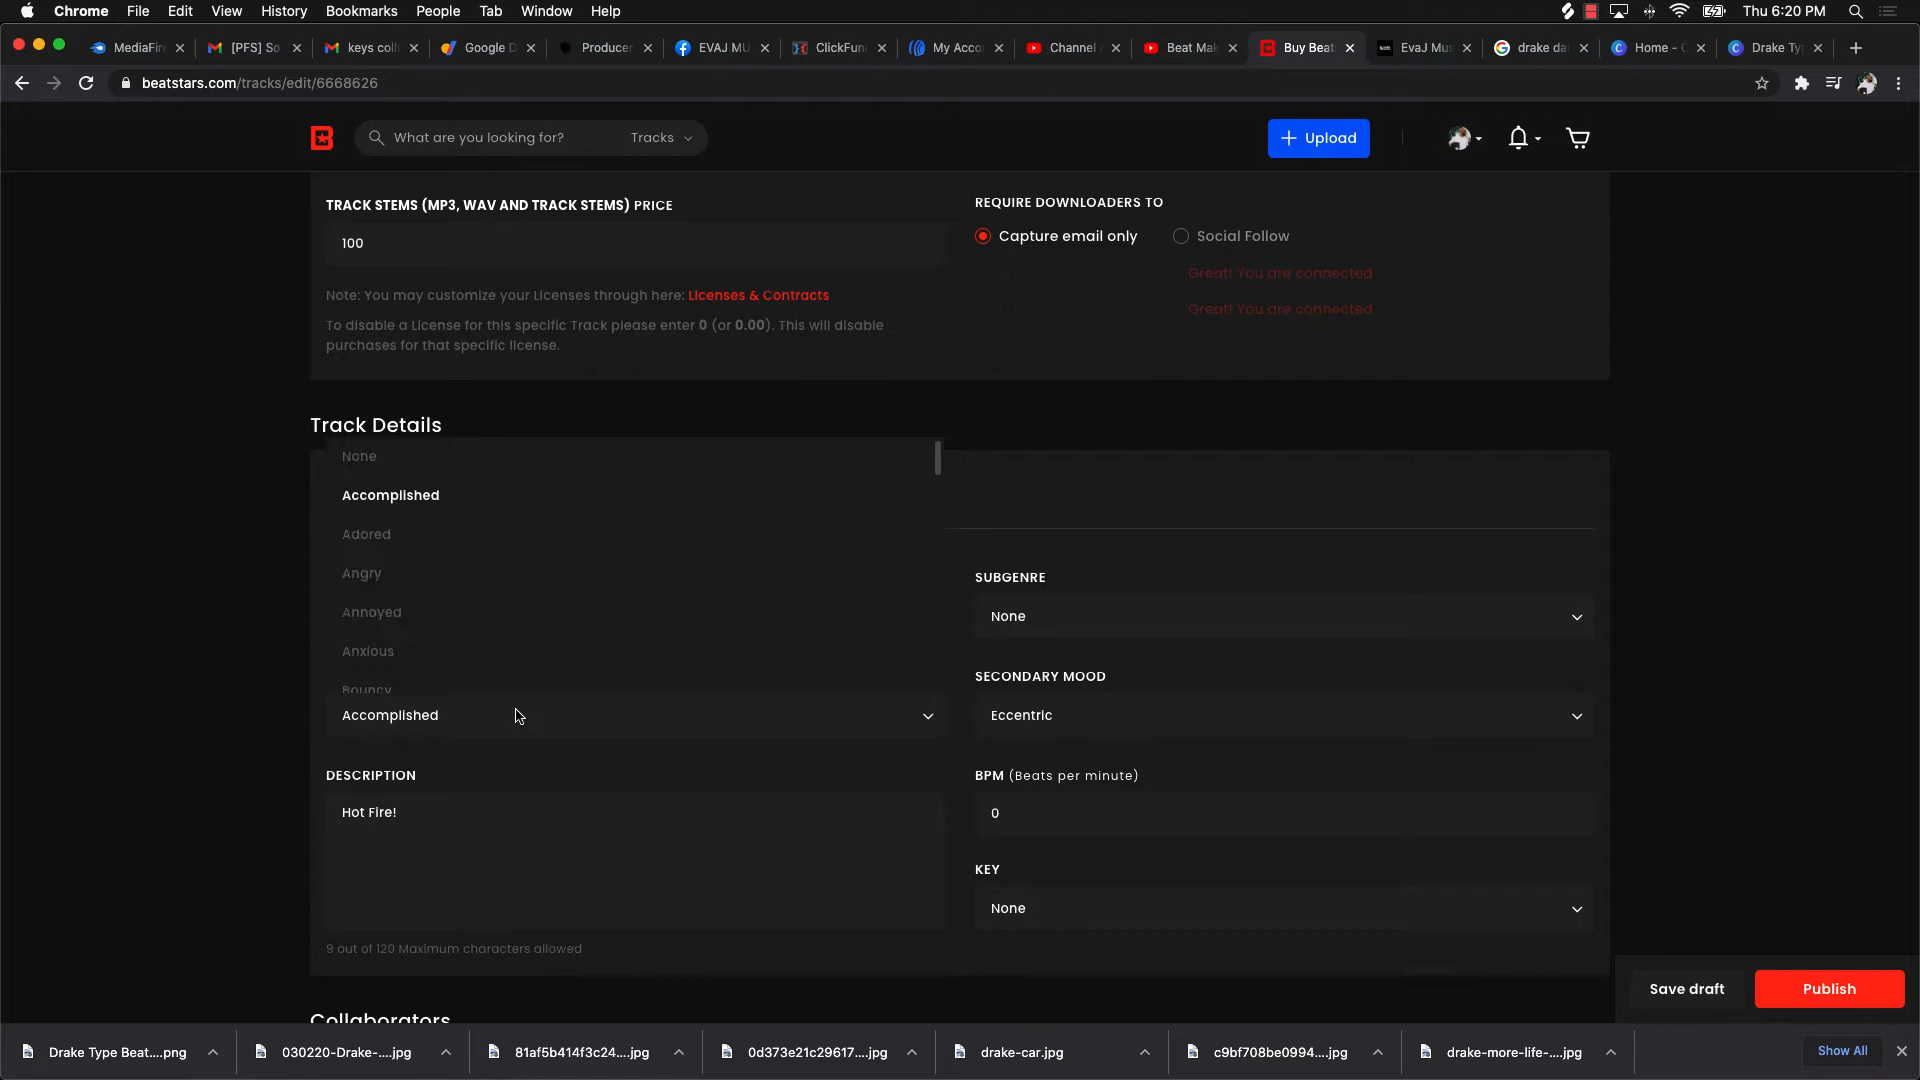 Chrome File Edit View History Bookmarks People Tab Window Help Thu 6:20 PM
MediaFir [PFS] So keys coll Google D Producer EVAJ MU ClickFun My Acco Channel Beat Mak Buy Beat EvaJ Mus drake da Home - Drake Ty
beatstars.com/tracks/edit/6668626
What are you looking for? Tracks Upload
TRACK STEMS (MP3, WAV AND TRACK STEMS) PRICE
100
Note: You may customize your Licenses through here: Licenses & Contracts
To disable a License for this specific Track please enter 0 (or 0.00). This will disable
purchases for that specific license.
REQUIRE DOWNLOADERS TO
Capture email only Social Follow
Great! You are connected
Great! You are connected
Track Details
None
Accomplished
Adored
Angry
Annoyed
Anxious
Bouncy
Accomplished
SUBGENRE
None
SECONDARY MOOD
Eccentric
DESCRIPTION
Hot Fire!
9 out of 120 Maximum characters allowed
BPM (Beats per minute)
0
KEY
None
Collaborators
Save draft Publish
Drake Type Beat....png 030220-Drake-....jpg 81af5b414f3c24....jpg 0d373e21c29617....jpg drake-car.jpg c9bf708be0994....jpg drake-more-life-....jpg Show All